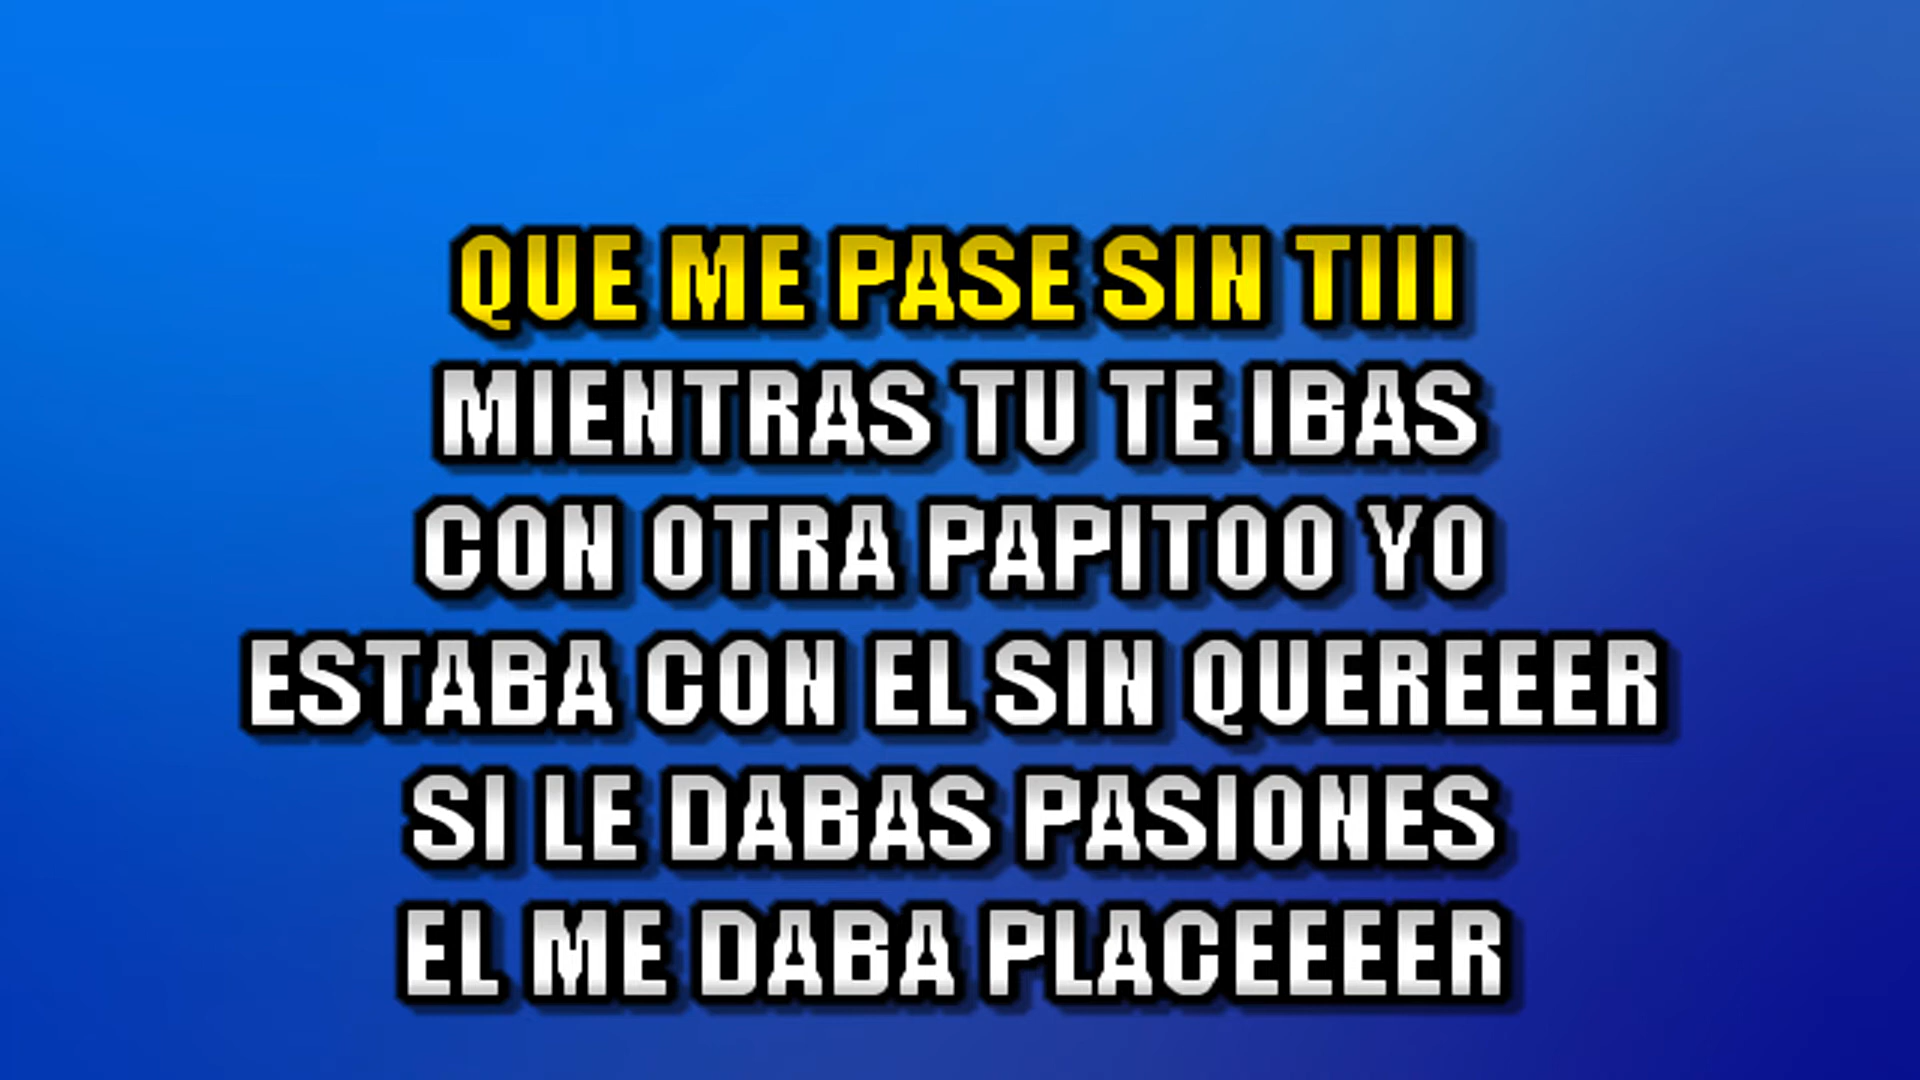 QUE ME PASE SIN TIII
MIENTRAS TU TE IBAS
CON OTRA PAPITOO YO
ESTABA CON EL SIN QUEREEER
SI LE DABAS PASIONES
EL ME DABA PLACEEEER